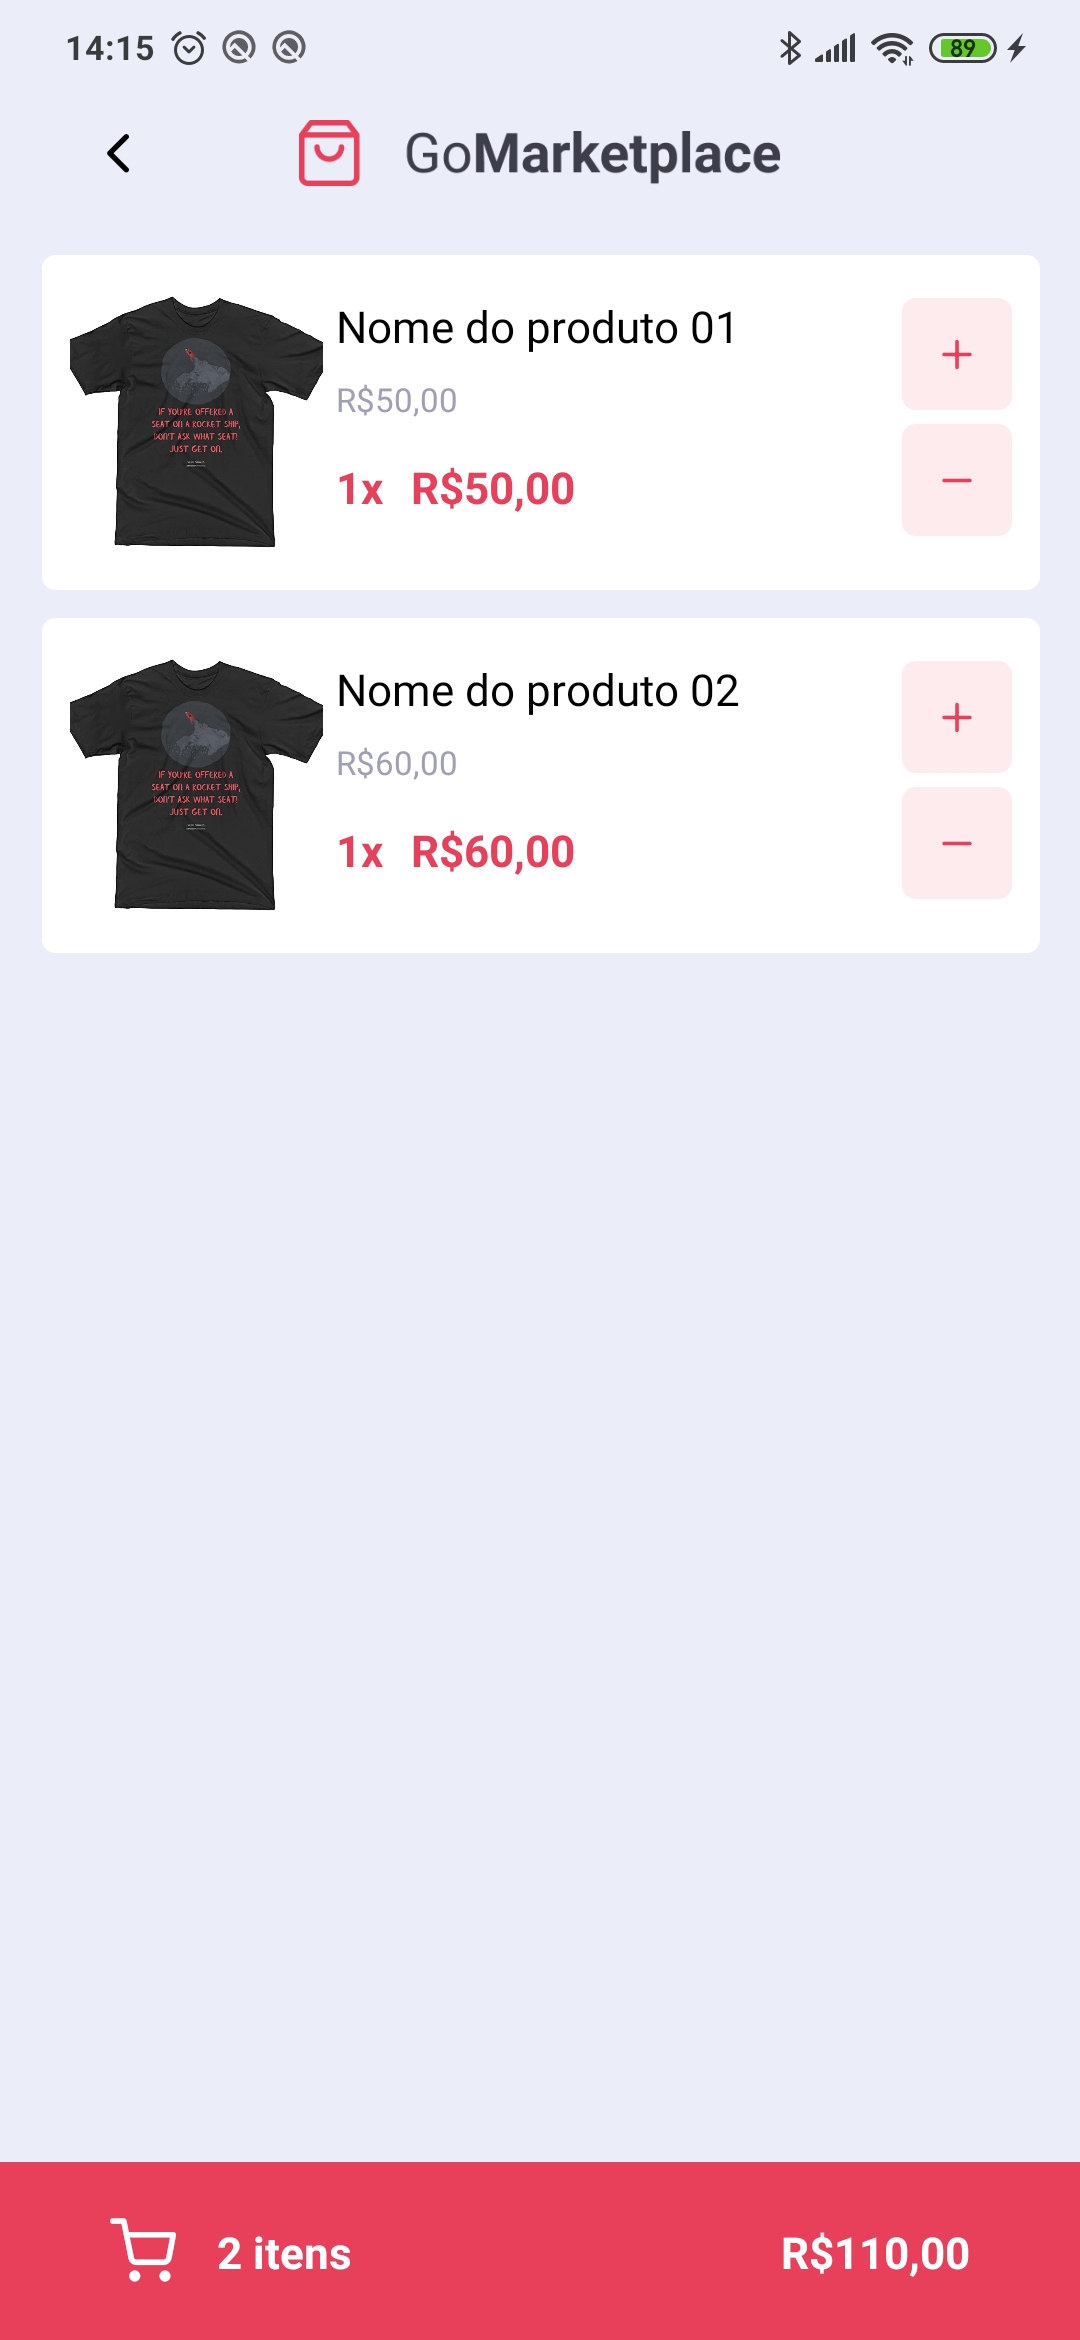 14:15
89
GoMarketplace
Nome do produto 01
R$50,00
1x R$50,00
IF YOU'RE OFFERED A
SEAT ON A ROCKET SHIP,
DON'T ASK WHAT SEAT!
JUST GET ON.
Nome do produto 02
R$60,00
1x R$60,00
IF YOU'RE OFFERED A
SEAT ON A ROCKET SHIP,
DON'T ASK WHAT SEAT!
JUST GET ON.
2 itens
R$110,00